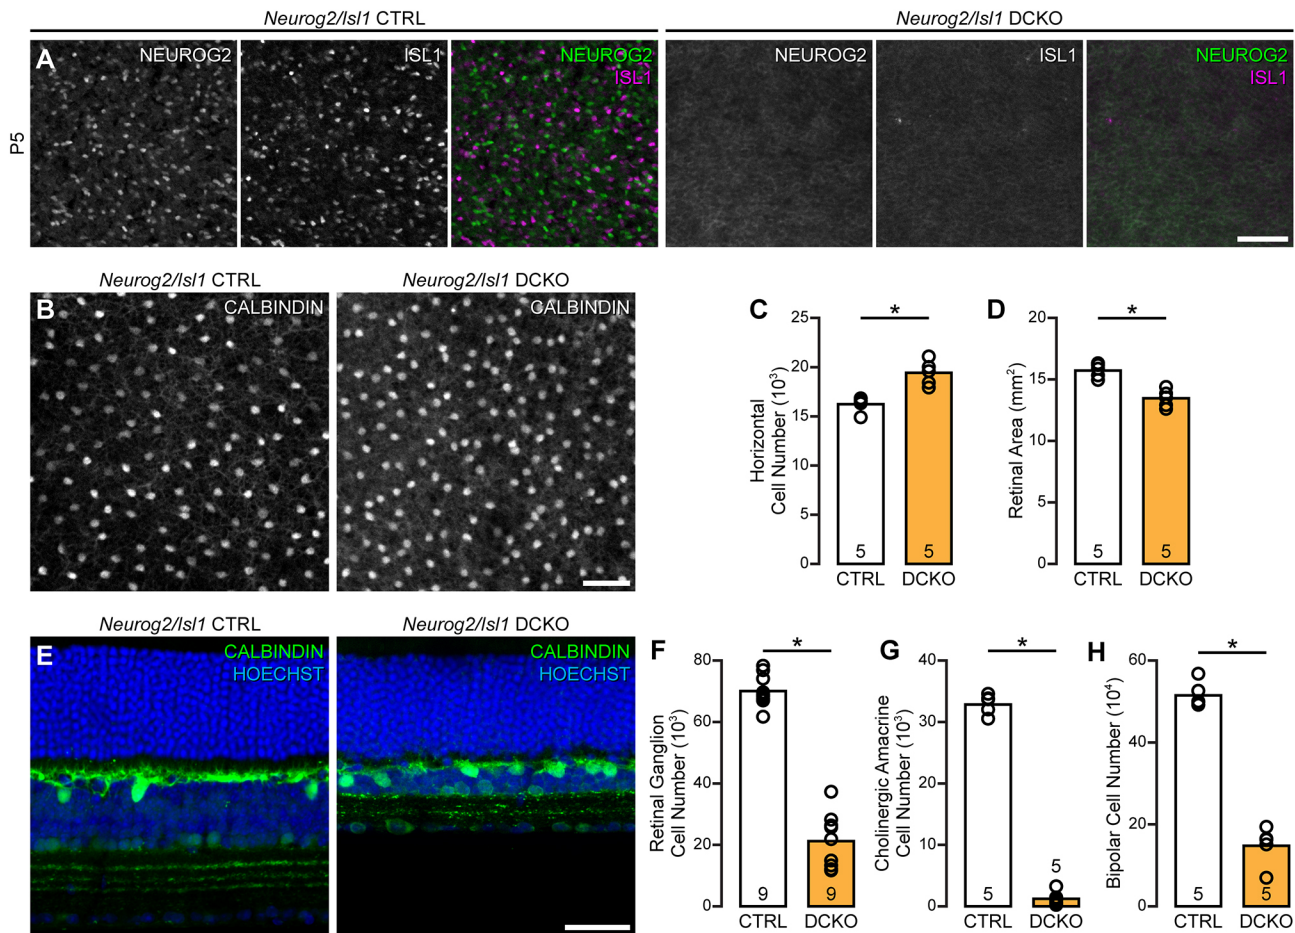 Neurog2/Isl1 CTRL
Neurog2/Isl1 DCKO
A
NEUROG2
ISL1
NEUROG2
ISL1
NEUROG2
ISL1
NEUROG2
ISL1
P5
Neurog2/Isl1 CTRL
Neurog2/Isl1 DCKO
B
CALBINDIN
CALBINDIN
C
Horizontal
Cell Number (10³)
25
20
15
10
5
0
*
5
5
CTRL
DCKO
D
Retinal Area (mm²)
20
15
10
5
0
*
5
5
CTRL
DCKO
Neurog2/Isl1 CTRL
Neurog2/Isl1 DCKO
E
CALBINDIN
HOECHST
CALBINDIN
HOECHST
F
Retinal Ganglion
Cell Number (10³)
80
60
40
20
0
*
9
9
CTRL
DCKO
G
Cholinergic Amacrine
Cell Number (10³)
40
30
20
10
0
*
5
5
CTRL
DCKO
H
Bipolar Cell Number (10⁴)
60
40
20
0
*
5
5
CTRL
DCKO